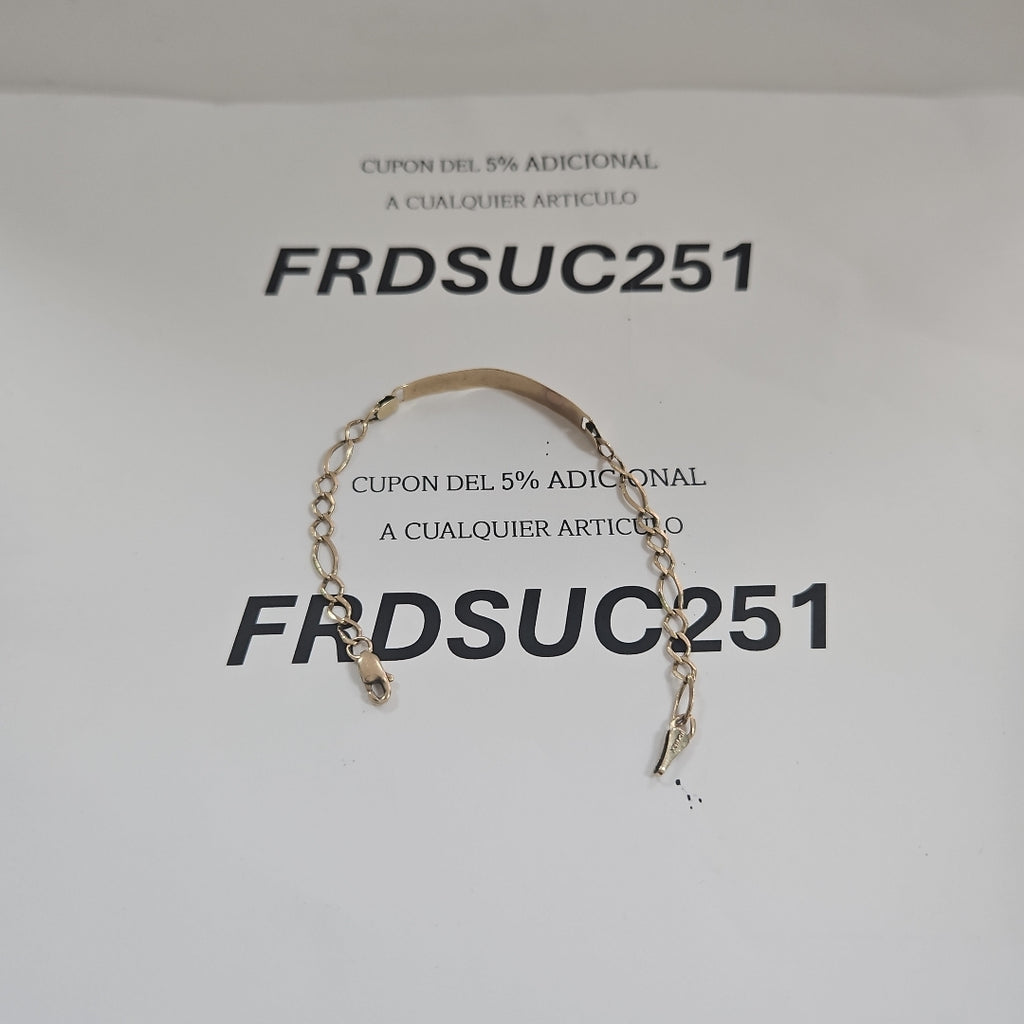 CUPON DEL 5% ADICIONAL
A CUALQUIER ARTICULO
FRDSUC251
CUPON DEL 5% ADICIONAL
A CUALQUIER ARTICULO
FRDSUC251